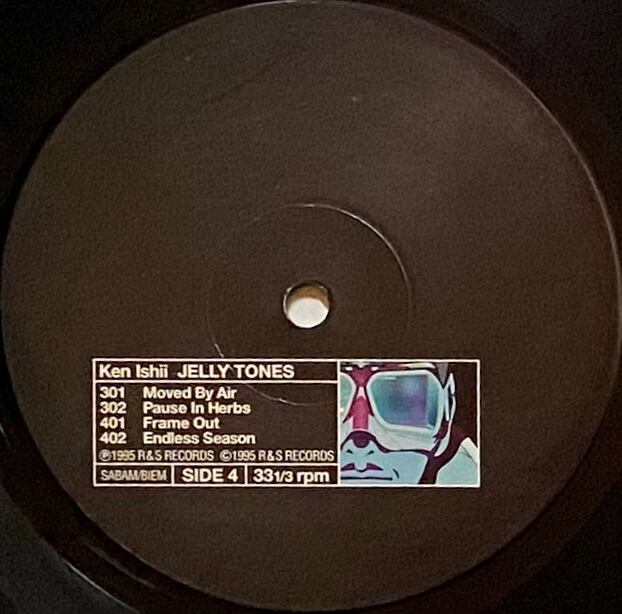 Ken Ishii JELLY TONES
301 Moved By Air
302 Pause In Herbs
401 Frame Out
402 Endless Season
℗1995 R&S RECORDS ©1995 R&S RECORDS
SABAM/BIEM SIDE 4 33 1/3 rpm